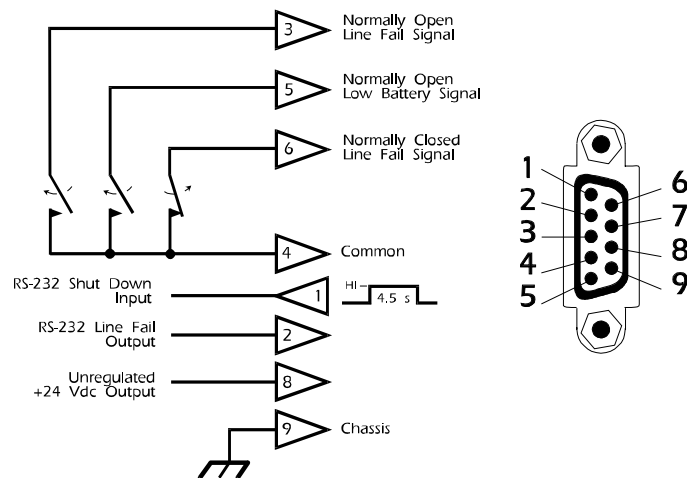 3
Normally Open
Line Fail Signal
5
Normally Open
Low Battery Signal
6
Normally Closed
Line Fail Signal
4
Common
RS-232 Shut Down
Input
1
HI
4.5 s
RS-232 Line Fail
Output
2
Unregulated
+24 Vdc Output
8
9
Chassis
1
2
3
4
5
6
7
8
9